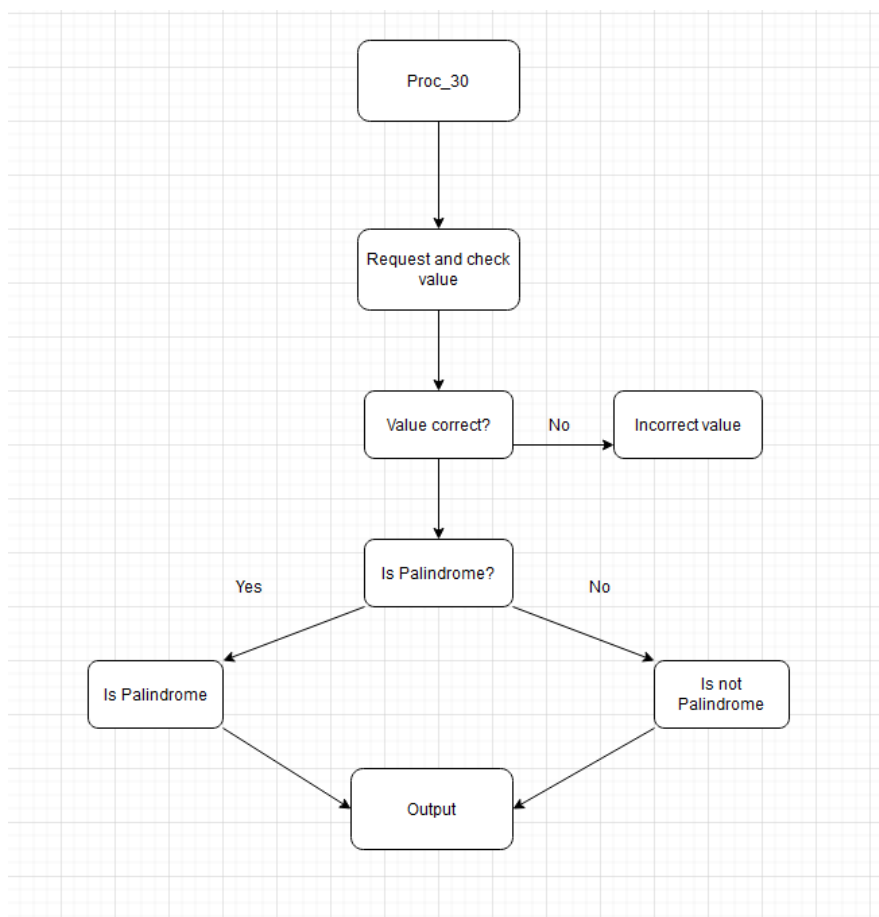 Proc_30
Request and check
value
Value correct?
No
Incorrect value
Is Palindrome?
Yes
No
Is Palindrome
Is not
Palindrome
Output